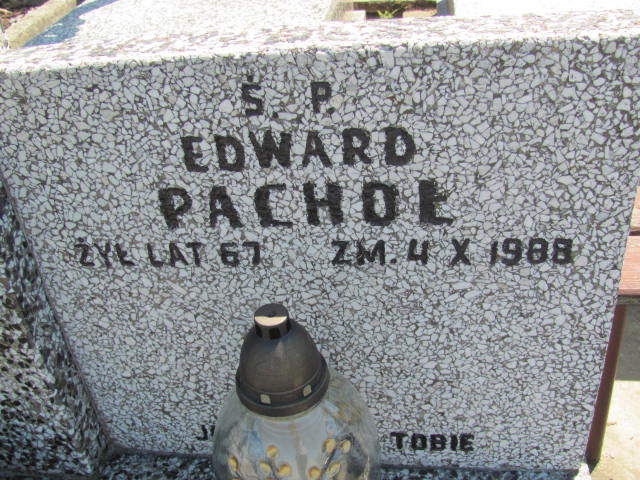 Ś. P.
EDWARD
PACHOŁ
ŻYŁ LAT 67 ZM. 4 X 1988
TOBIE